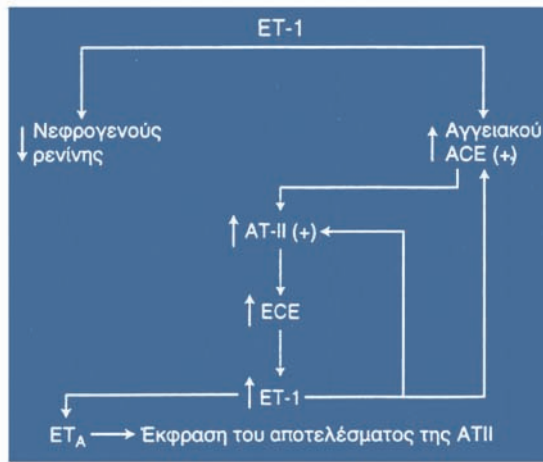 ET-1
Νεφρογενούς
ρενίνης
Αγγειακού
ACE (+)
AT-II (+)
ECE
ET-1
ETA → Έκφραση του αποτελέσματος της ATII